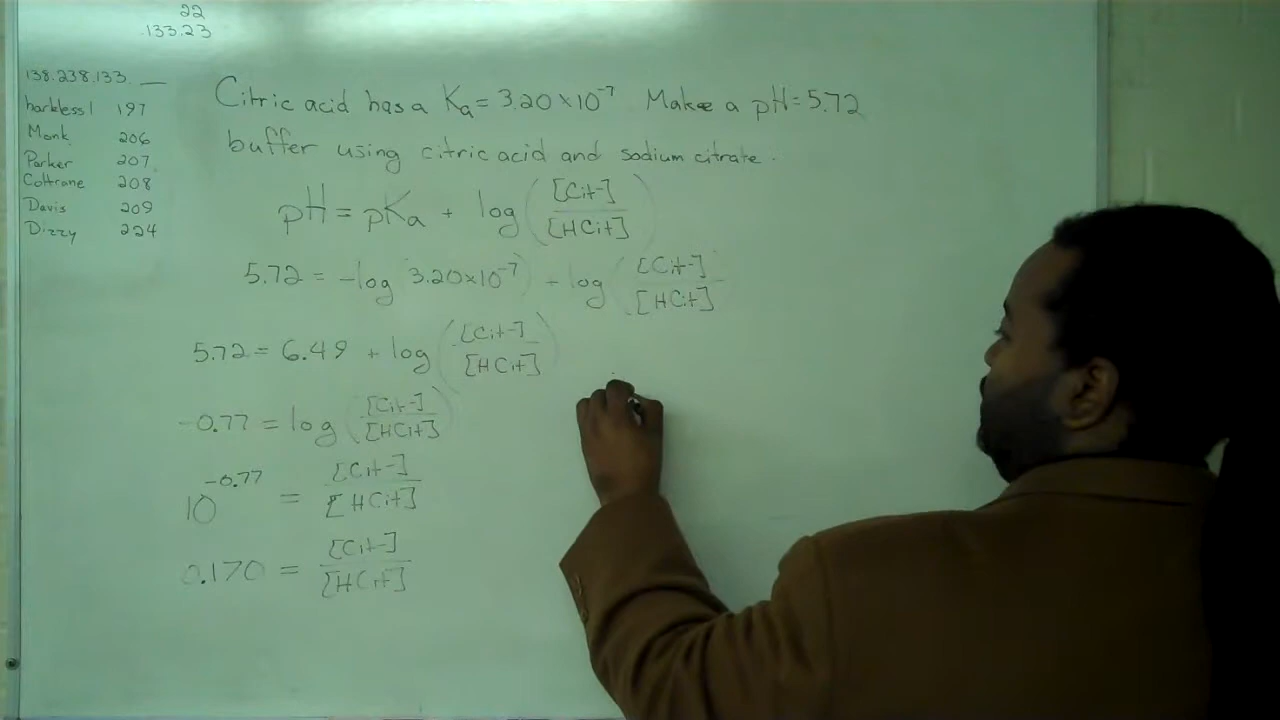 22
.133.23
138.238.133. __
harkless1 197
Monk 206
Parker 207
Coltrane 208
Davis 209
Dizzy 224
Citric acid has a Ka = 3.20×10⁻⁷ Make a pH = 5.72
buffer using citric acid and sodium citrate.
pH = pKa + log ([Cit-]/[HCit])
5.72 = -log 3.20×10⁻⁷) + log ([Cit-]/[HCit])
5.72 = 6.49 + log ([Cit-]/[HCit])
-0.77 = log ([Cit-]/[HCit])
10^-0.77 = [Cit-]/[HCit]
0.170 = [Cit-]/[HCit]